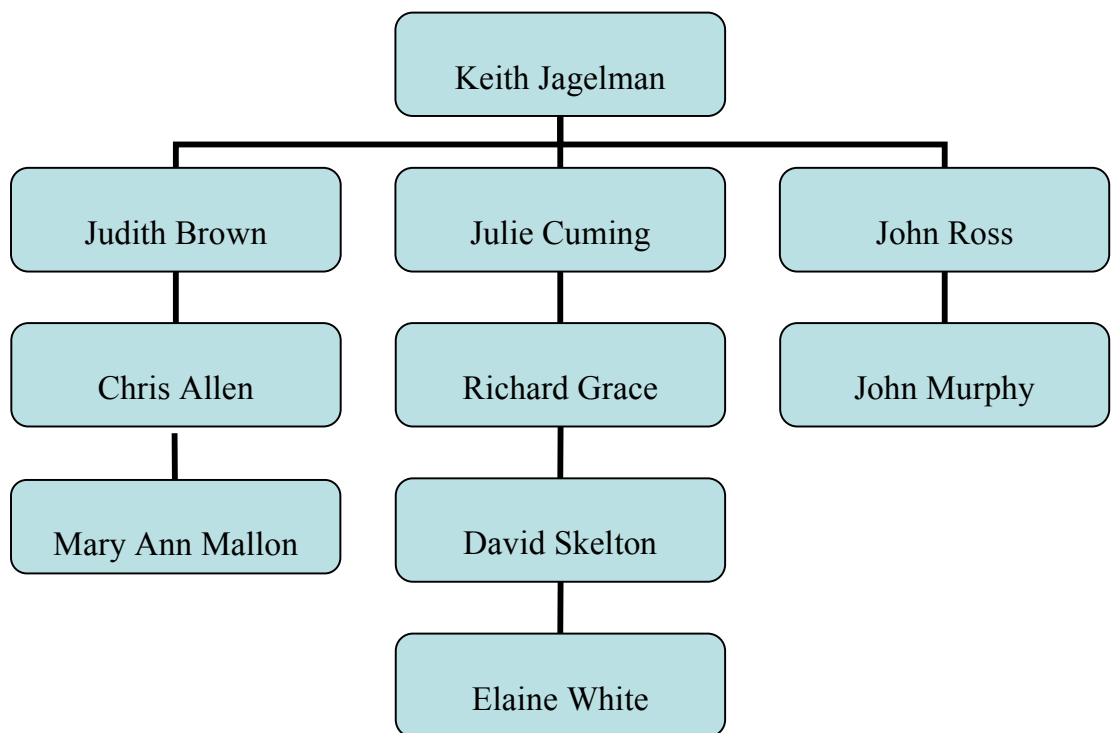 Keith Jagelman
Judith Brown
Julie Cuming
John Ross
Chris Allen
Richard Grace
John Murphy
Mary Ann Mallon
David Skelton
Elaine White